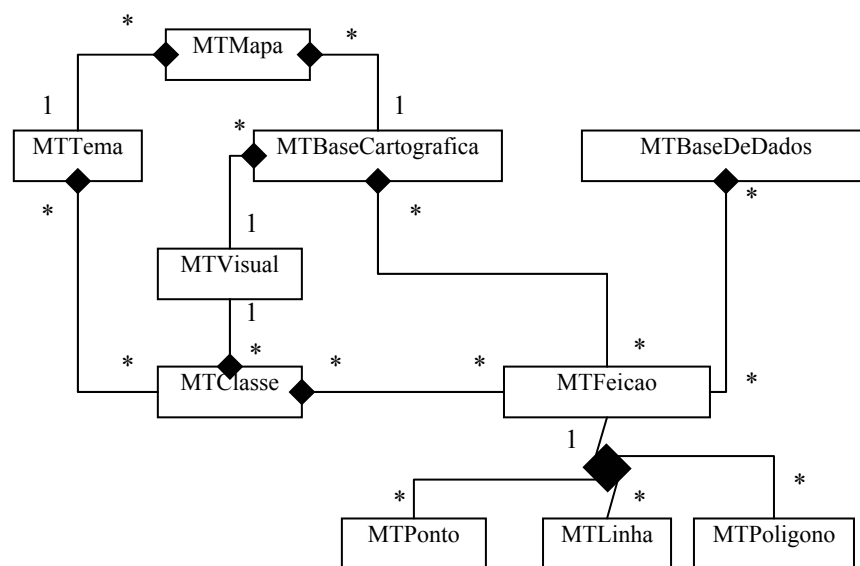 *
MTMapa
*
1
1
MTTema
*
MTBaseCartografica
MTBaseDeDados
*
*
*
1
MTVisual
1
*
*
*
*
*
*
MTClasse
MTFeicao
1
*
*
*
MTPonto
MTLinha
MTPoligono